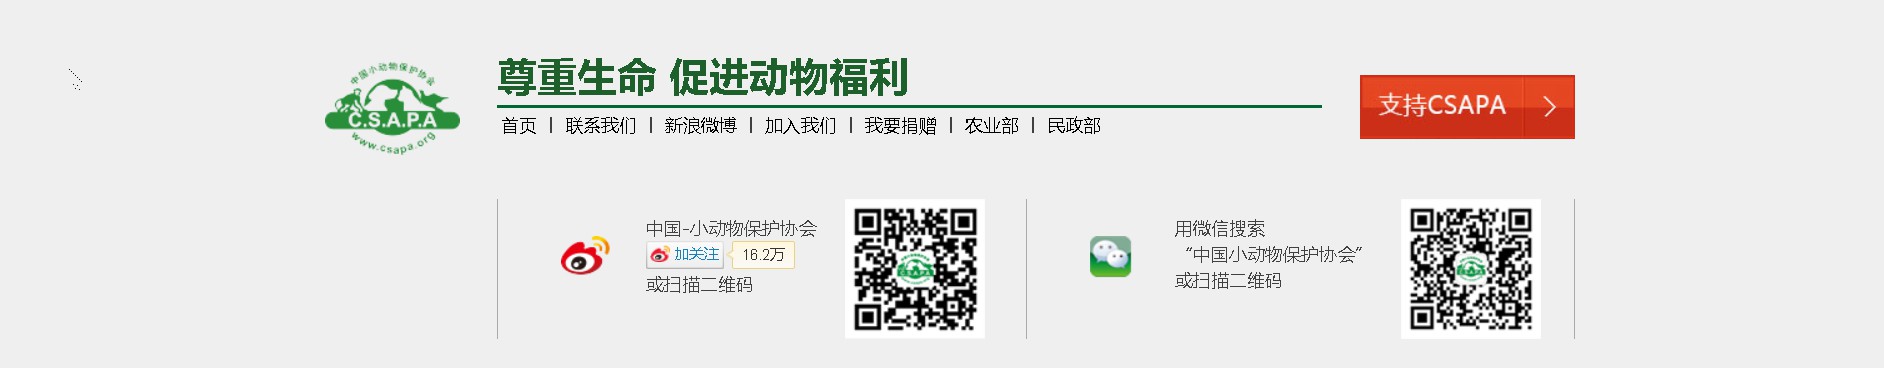 中国小动物保护协会
C.S.A.P.A
www.csapa.org
尊重生命 促进动物福利
首页 | 联系我们 | 新浪微博 | 加入我们 | 我要捐赠 | 农业部 | 民政部
支持CSAPA
中国-小动物保护协会
加关注 16.2万
或扫描二维码
C.S.A.P.A
用微信搜索
“中国小动物保护协会”
或扫描二维码